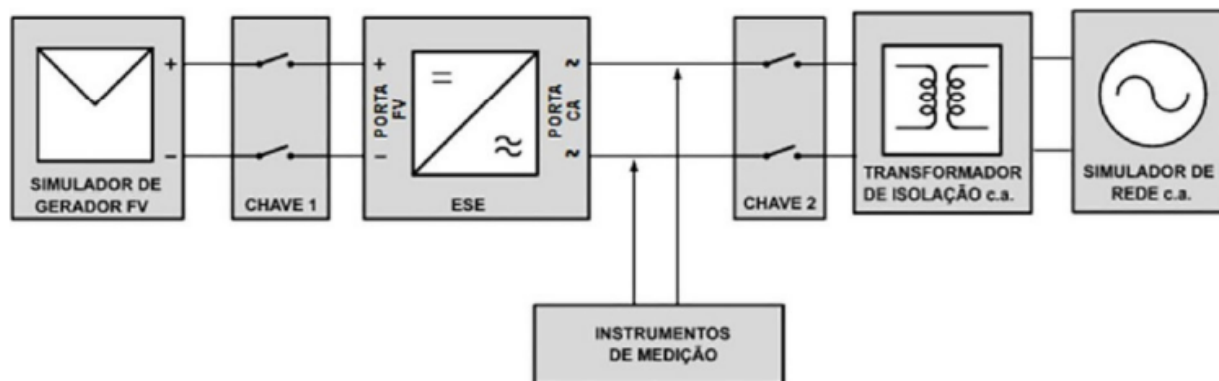 +
−
SIMULADOR DE
GERADOR FV
CHAVE 1
+
−
PORTA
FV
=
≈
PORTA
CA
~
~
ESE
INSTRUMENTOS
DE MEDIÇÃO
CHAVE 2
TRANSFORMADOR
DE ISOLAÇÃO c.a.
SIMULADOR DE
REDE c.a.